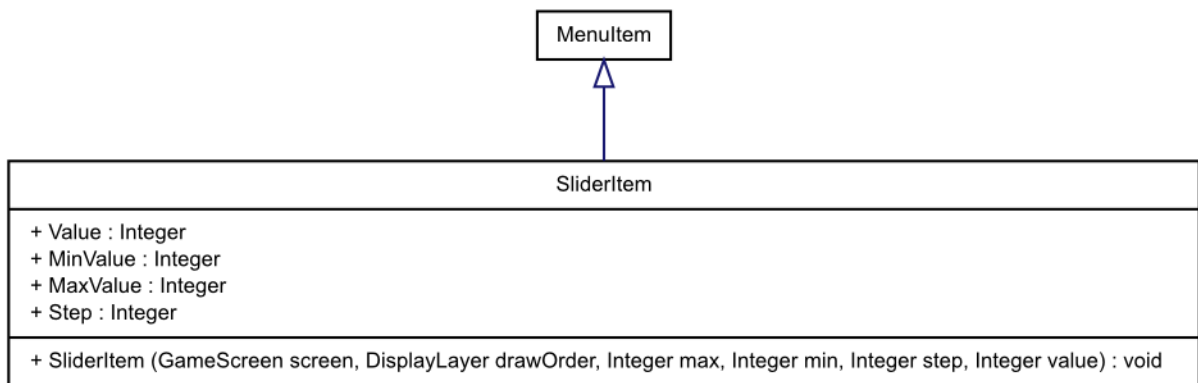 MenuItem
SliderItem
+ Value : Integer
+ MinValue : Integer
+ MaxValue : Integer
+ Step : Integer
+ SliderItem (GameScreen screen, DisplayLayer drawOrder, Integer max, Integer min, Integer step, Integer value) : void